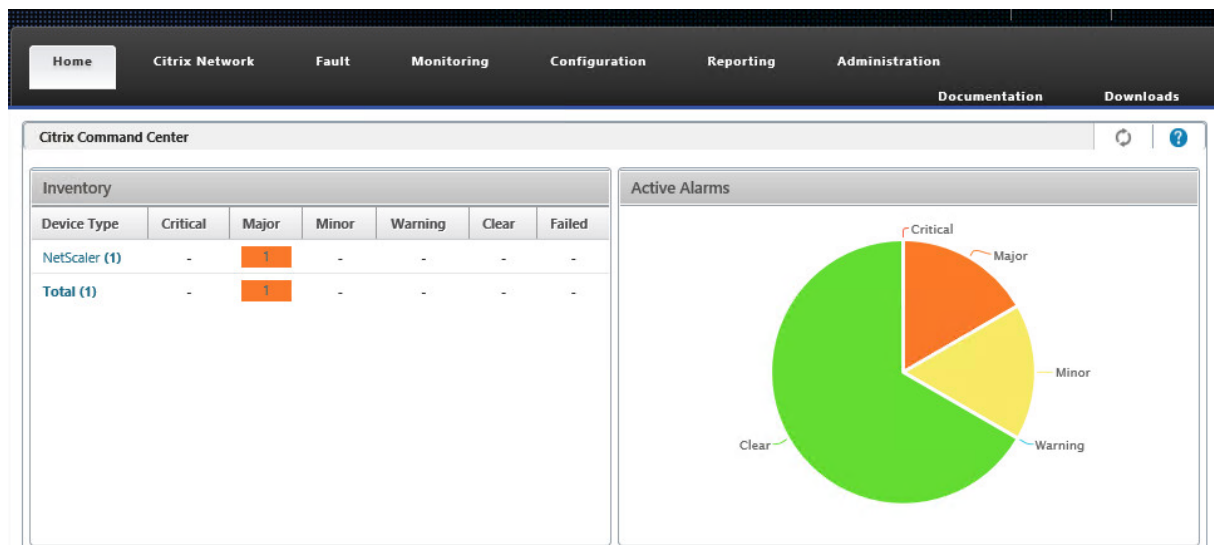 Home Citrix Network Fault Monitoring Configuration Reporting Administration
Documentation Downloads
Citrix Command Center
?
Inventory
Device Type Critical Major Minor Warning Clear Failed
NetScaler (1) - 1 - - - -
Total (1) - 1 - - - -
Active Alarms
Critical
Major
Minor
Clear
Warning